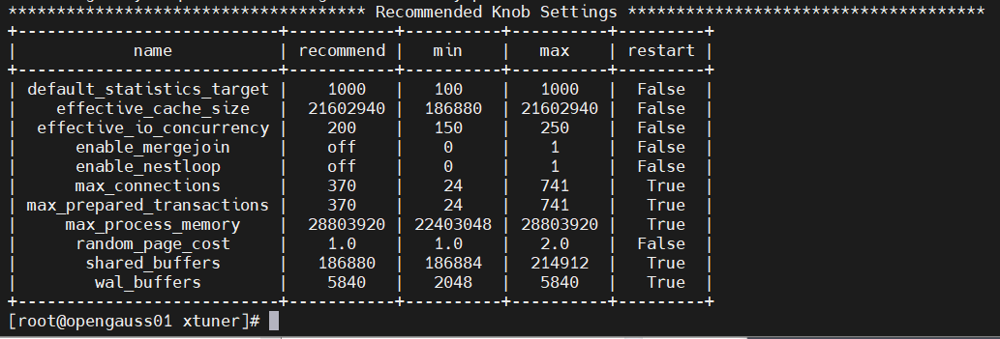 ************************************* Recommended Knob Settings *************************************
+---------------------------+-----------+----------+----------+---------+
|            name           | recommend |   min    |   max    | restart |
+---------------------------+-----------+----------+----------+---------+
| default_statistics_target |    1000   |   100    |   1000   |  False  |
|    effective_cache_size   |  21602940 |  186880  | 21602940 |  False  |
|  effective_io_concurrency |    200    |   150    |   250    |  False  |
|      enable_mergejoin     |    off    |    0     |    1     |  False  |
|      enable_nestloop      |    off    |    0     |    1     |  False  |
|      max_connections      |    370    |    24    |   741    |   True  |
| max_prepared_transactions |    370    |    24    |   741    |   True  |
|     max_process_memory    |  28803920 | 22403048 | 28803920 |   True  |
|      random_page_cost     |    1.0    |   1.0    |   2.0    |  False  |
|       shared_buffers      |   186880  |  186884  |  214912  |   True  |
|        wal_buffers        |    5840   |   2048   |   5840   |   True  |
+---------------------------+-----------+----------+----------+---------+
[root@opengauss01 xtuner]#